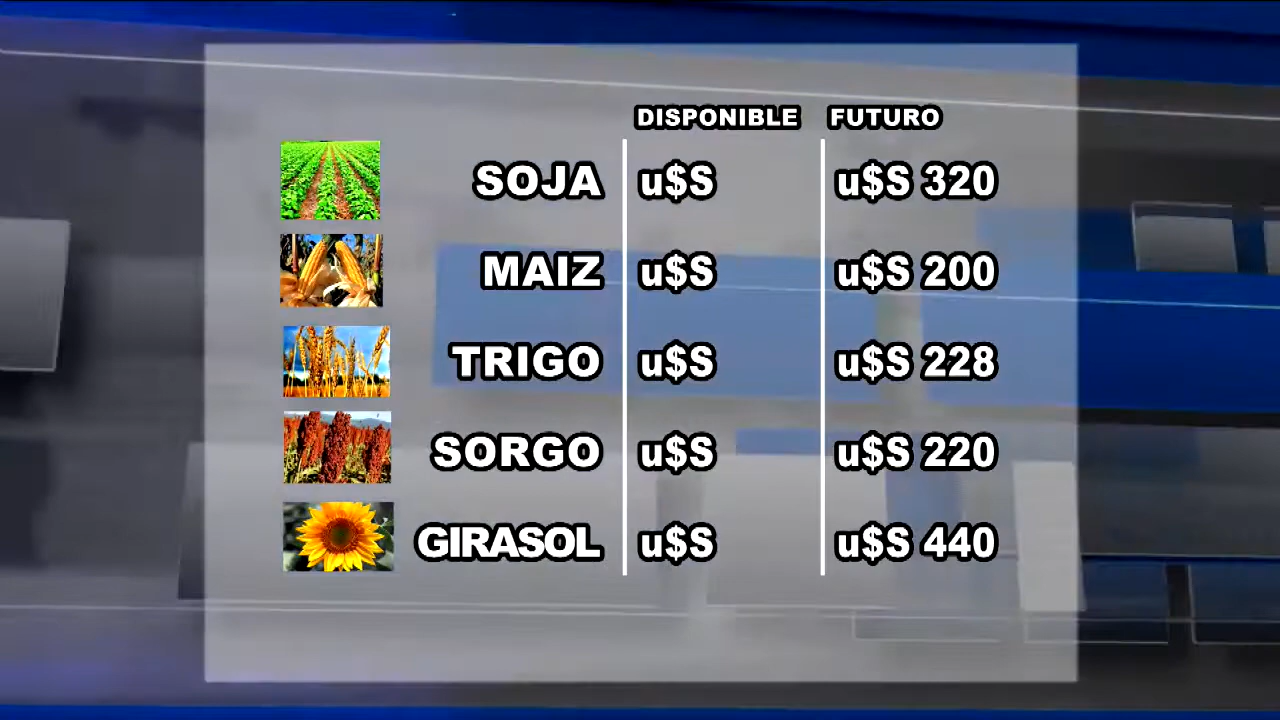 DISPONIBLE FUTURO
SOJA u$S u$S 320
MAIZ u$S u$S 200
TRIGO u$S u$S 228
SORGO u$S u$S 220
GIRASOL u$S u$S 440